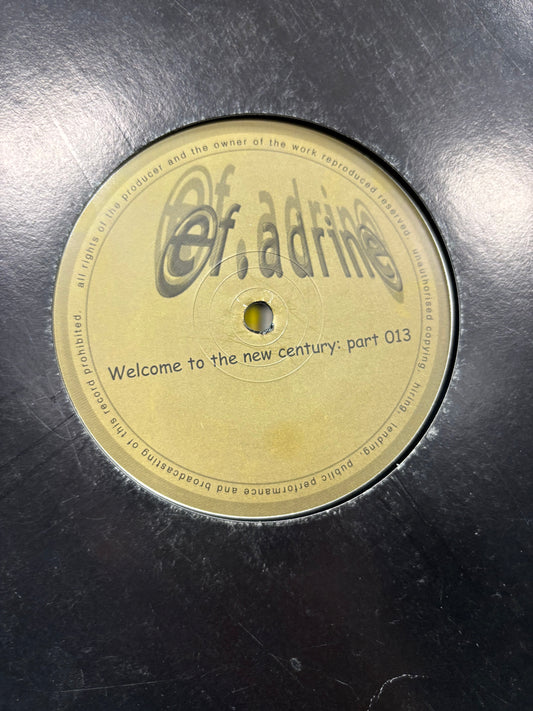 all rights of the producer and the owner of the work reproduced reserved. unauthorised copying, hiring, lending, public performance and broadcasting of this record prohibited.
ef.adrine
Welcome to the new century: part 013